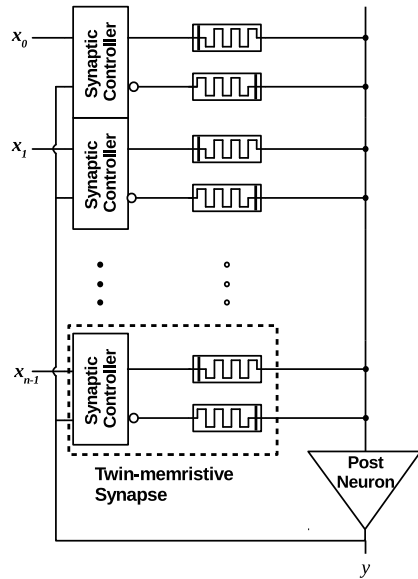 x0
Synaptic
Controller
x1
Synaptic
Controller
xn-1
Synaptic
Controller
Twin-memristive
Synapse
Post
Neuron
y